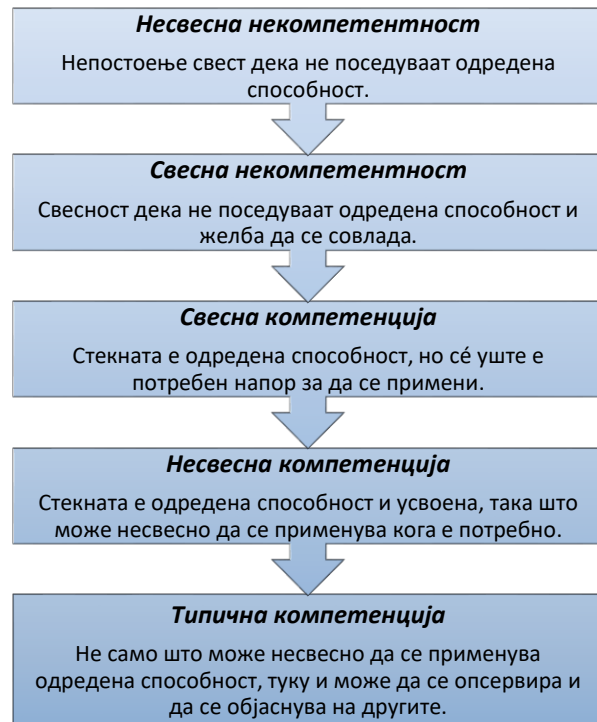 Несвесна некомпетентност
Непостоење свест дека не поседуваат одредена
способност.
Свесна некомпетентност
Свесност дека не поседуваат одредена способност и
желба да се совлада.
Свесна компетенција
Стекната е одредена способност, но сé уште е
потребен напор за да се примени.
Несвесна компетенција
Стекната е одредена способност и усвоена, така што
може несвесно да се применува кога е потребно.
Типична компетенција
Не само што може несвесно да се применува
одредена способност, туку и може да се опсервира и
да се објаснува на другите.